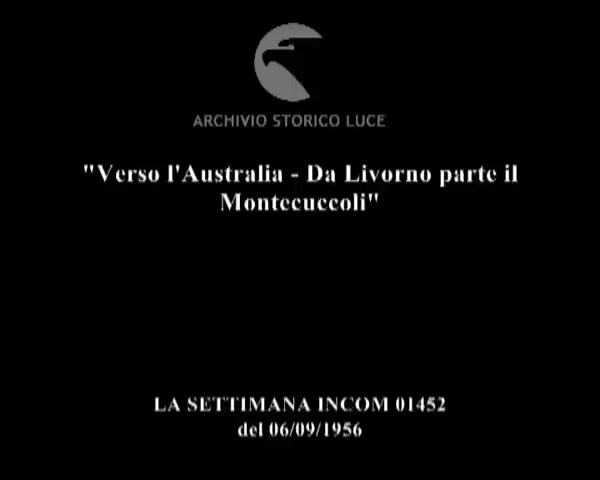 ARCHIVIO STORICO LUCE
"Verso l'Australia - Da Livorno parte il
Montecuccoli"
LA SETTIMANA INCOM 01452
del 06/09/1956